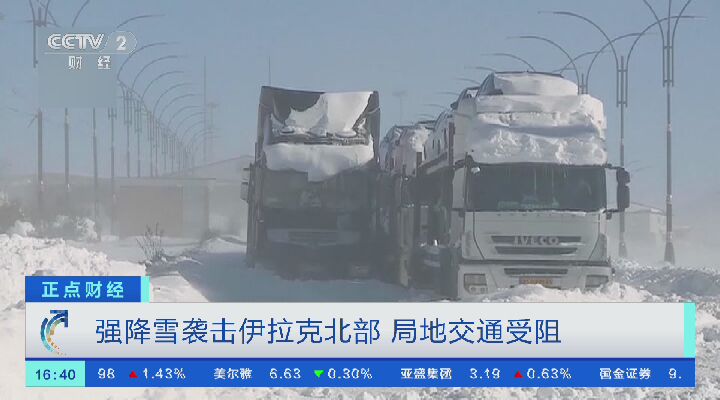 CCTV 2
财经
IVECO
正点财经
强降雪袭击伊拉克北部 局地交通受阻
16:40 98 ▲1.43% 美尔雅 6.63 ▼0.30% 亚盛集团 3.19 ▲0.63% 国金证券 9.